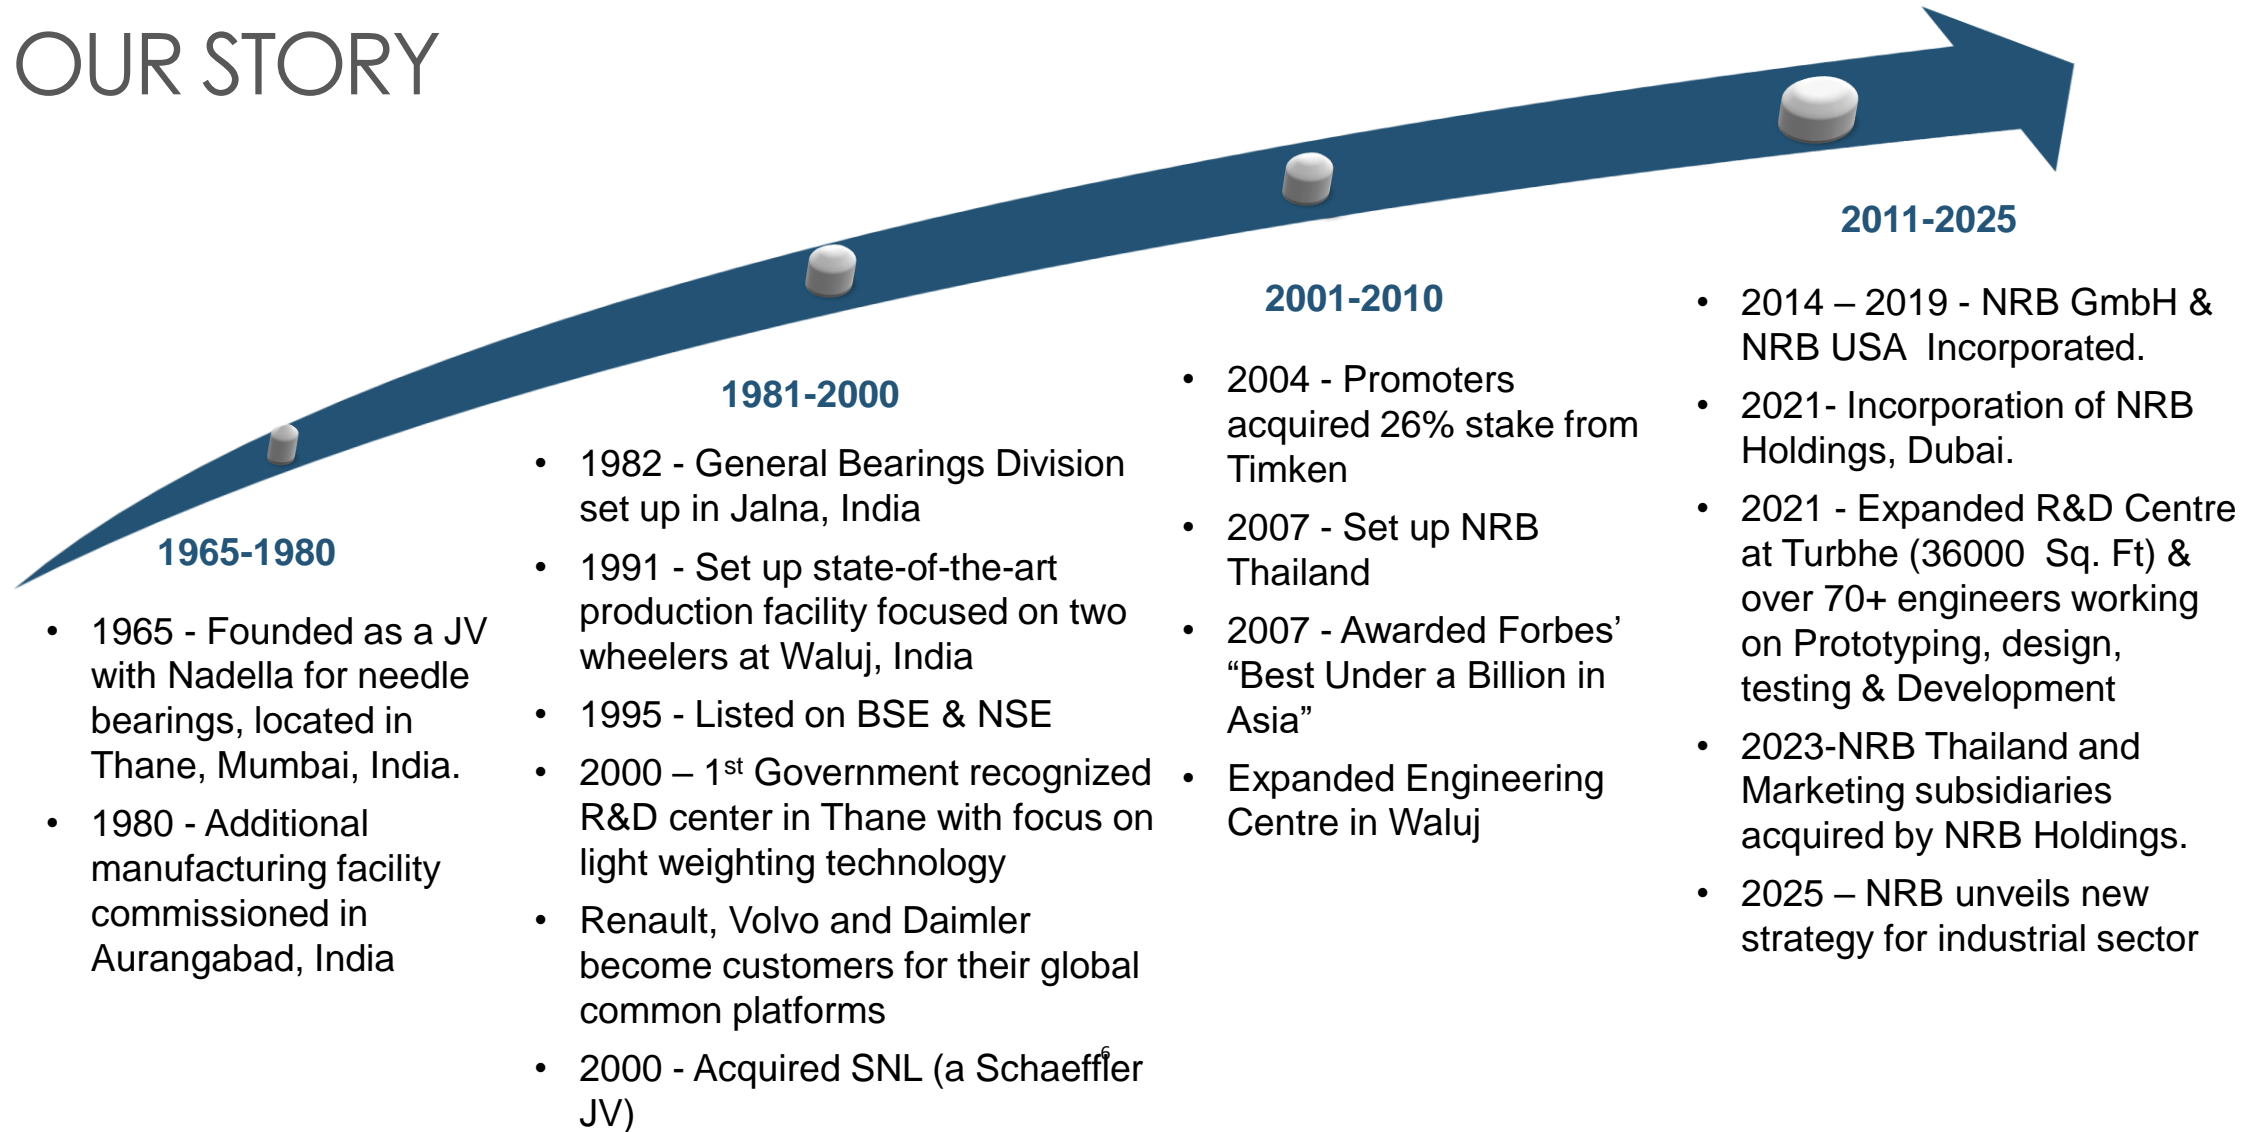 OUR STORY
1965-1980
• 1965 - Founded as a JV
with Nadella for needle
bearings, located in
Thane, Mumbai, India.
• 1980 - Additional
manufacturing facility
commissioned in
Aurangabad, India
1981-2000
• 1982 - General Bearings Division
set up in Jalna, India
• 1991 - Set up state-of-the-art
production facility focused on two
wheelers at Waluj, India
• 1995 - Listed on BSE & NSE
• 2000 – 1st Government recognized
R&D center in Thane with focus on
light weighting technology
• Renault, Volvo and Daimler
become customers for their global
common platforms
• 2000 - Acquired SNL (a Schaeffler
JV)
6
2001-2010
• 2004 - Promoters
acquired 26% stake from
Timken
• 2007 - Set up NRB
Thailand
• 2007 - Awarded Forbes’
“Best Under a Billion in
Asia”
• Expanded Engineering
Centre in Waluj
2011-2025
• 2014 – 2019 - NRB GmbH &
NRB USA  Incorporated.
• 2021- Incorporation of NRB
Holdings, Dubai.
• 2021 - Expanded R&D Centre
at Turbhe (36000  Sq. Ft) &
over 70+ engineers working
on Prototyping, design,
testing & Development
• 2023-NRB Thailand and
Marketing subsidiaries
acquired by NRB Holdings.
• 2025 – NRB unveils new
strategy for industrial sector